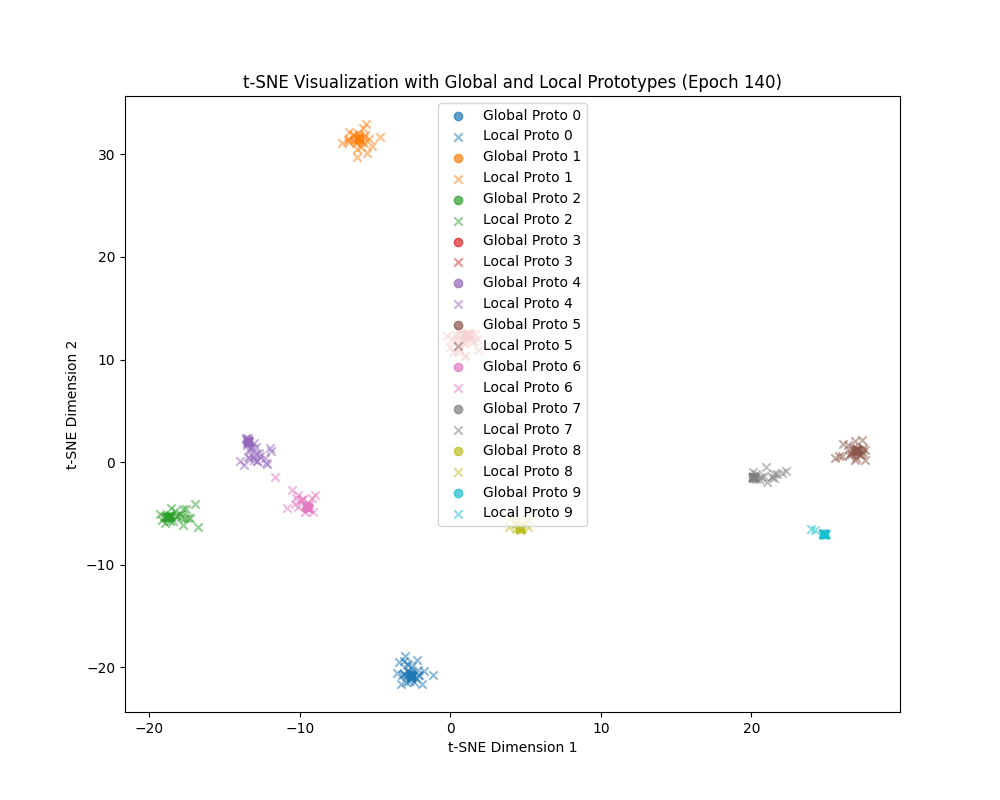 t-SNE Visualization with Global and Local Prototypes (Epoch 140)
Global Proto 0
Local Proto 0
Global Proto 1
Local Proto 1
Global Proto 2
Local Proto 2
Global Proto 3
Local Proto 3
Global Proto 4
Local Proto 4
Global Proto 5
Local Proto 5
Global Proto 6
Local Proto 6
Global Proto 7
Local Proto 7
Global Proto 8
Local Proto 8
Global Proto 9
Local Proto 9
30
20
10
0
−10
−20
t-SNE Dimension 2
−20
−10
0
10
20
t-SNE Dimension 1